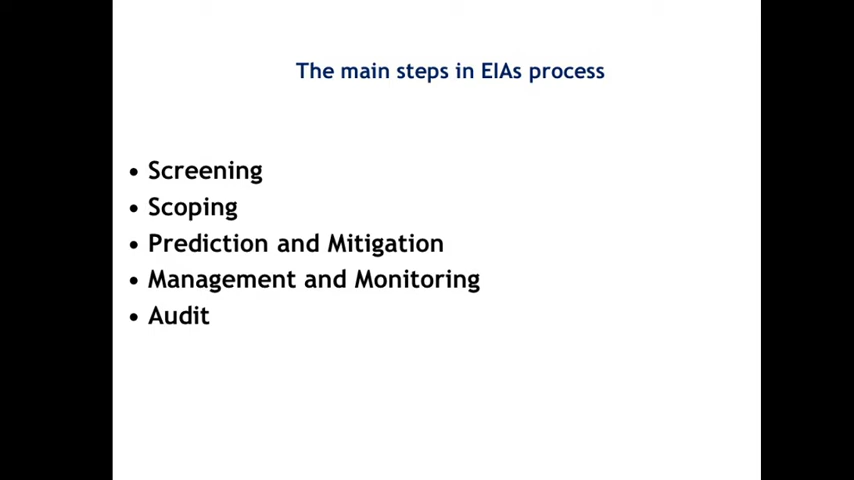 The main steps in EIAs process
• Screening
• Scoping
• Prediction and Mitigation
• Management and Monitoring
• Audit